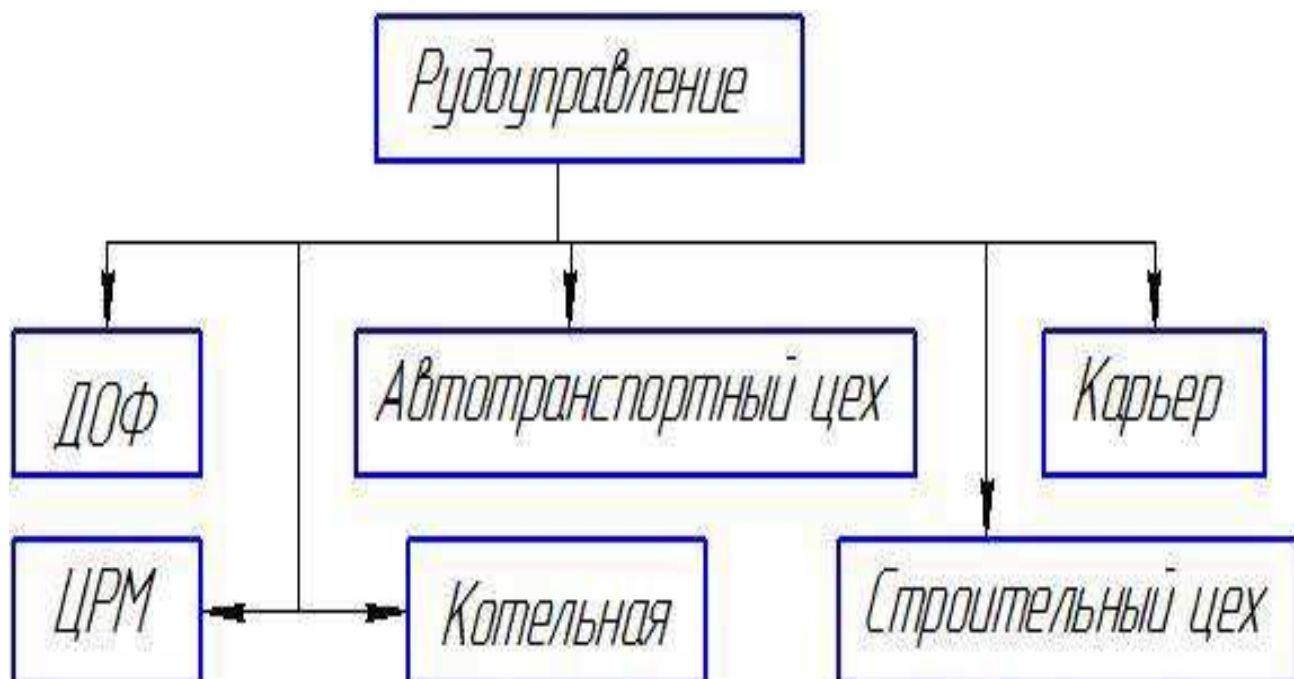 Рудоуправление
ДОФ
Автотранспортный цех
Карьер
ЦРМ
Котельная
Строительный цех